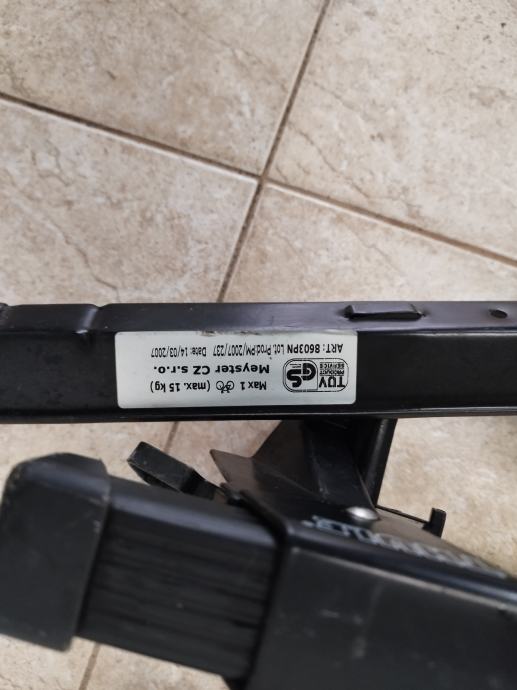 TÜV
PRODUKT
SERVICE
GS
Max 1 (max. 15 kg)
Meyster CZ s.r.o.
ART: 8603PN Lot. Prod:PM/2007/237 Date: 14/03/2007